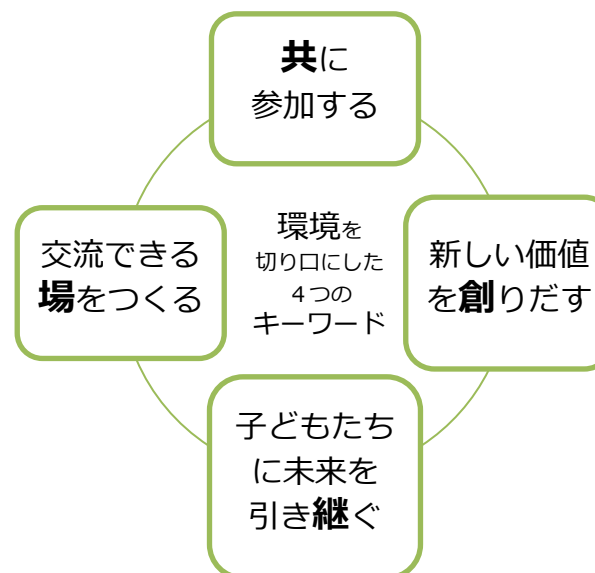 共に
参加する
交流できる
場をつくる
環境を
切り口にした
４つの
キーワード
新しい価値
を創りだす
子どもたち
に未来を
引き継ぐ